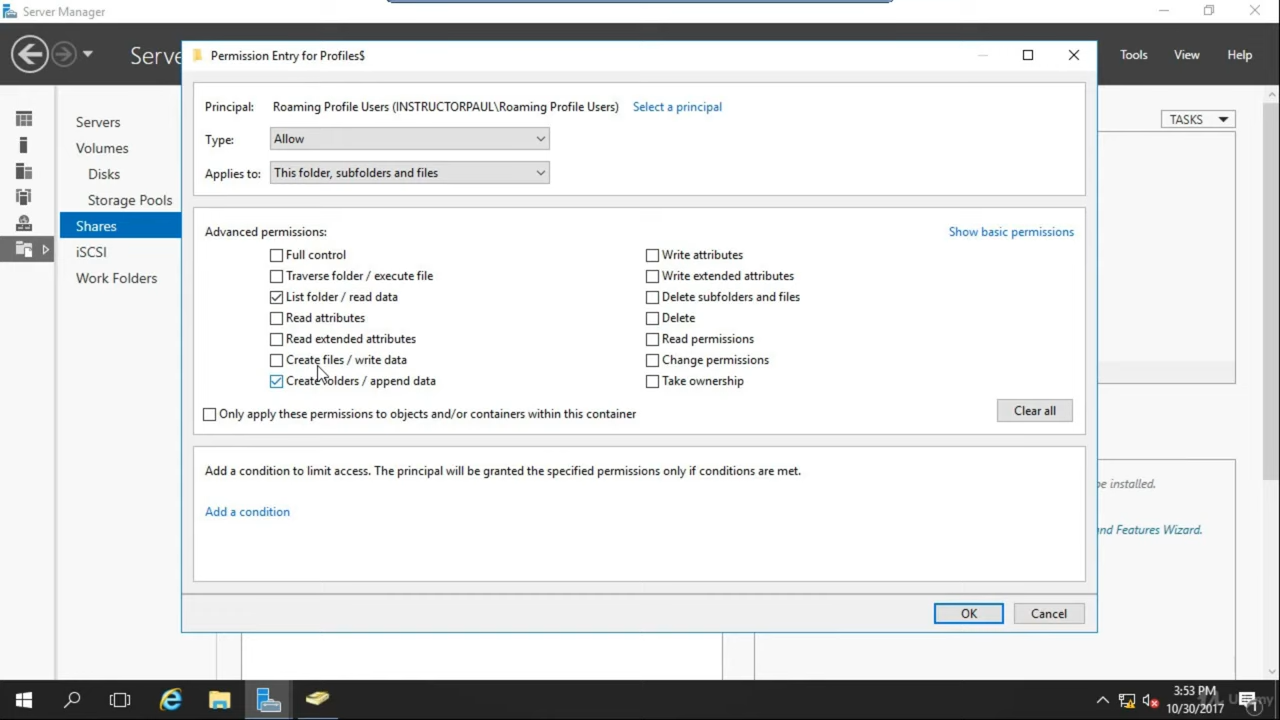 Server Manager
Serve
Tools
View
Help
Permission Entry for Profiles$
Principal: Roaming Profile Users (INSTRUCTORPAUL\Roaming Profile Users) Select a principal
Type: Allow
Applies to: This folder, subfolders and files
Servers
Volumes
Disks
Storage Pools
Shares
iSCSI
Work Folders
TASKS
Advanced permissions:
Show basic permissions
Full control
Traverse folder / execute file
List folder / read data
Read attributes
Read extended attributes
Create files / write data
Create folders / append data
Write attributes
Write extended attributes
Delete subfolders and files
Delete
Read permissions
Change permissions
Take ownership
Only apply these permissions to objects and/or containers within this container
Clear all
Add a condition to limit access. The principal will be granted the specified permissions only if conditions are met.
Add a condition
be installed.
nd Features Wizard.
OK
Cancel
3:53 PM
10/30/2017
1
Udemy